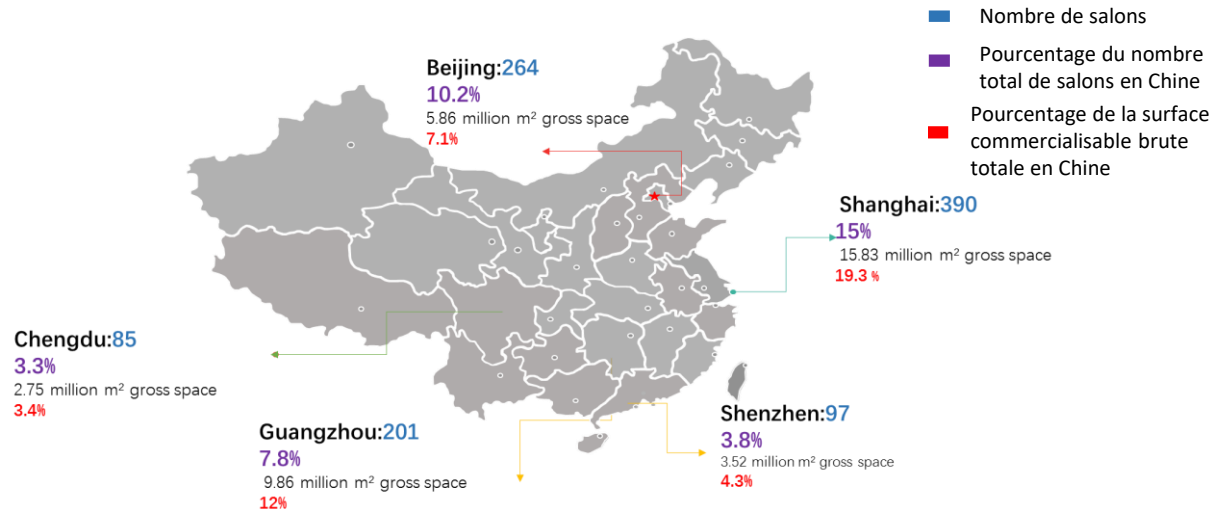 Nombre de salons
Pourcentage du nombre
total de salons en Chine
Pourcentage de la surface
commercialisable brute
totale en Chine
Beijing:264
10.2%
5.86 million m² gross space
7.1%
Shanghai:390
15%
15.83 million m² gross space
19.3 %
Chengdu:85
3.3%
2.75 million m² gross space
3.4%
Guangzhou:201
7.8%
9.86 million m² gross space
12%
Shenzhen:97
3.8%
3.52 million m² gross space
4.3%